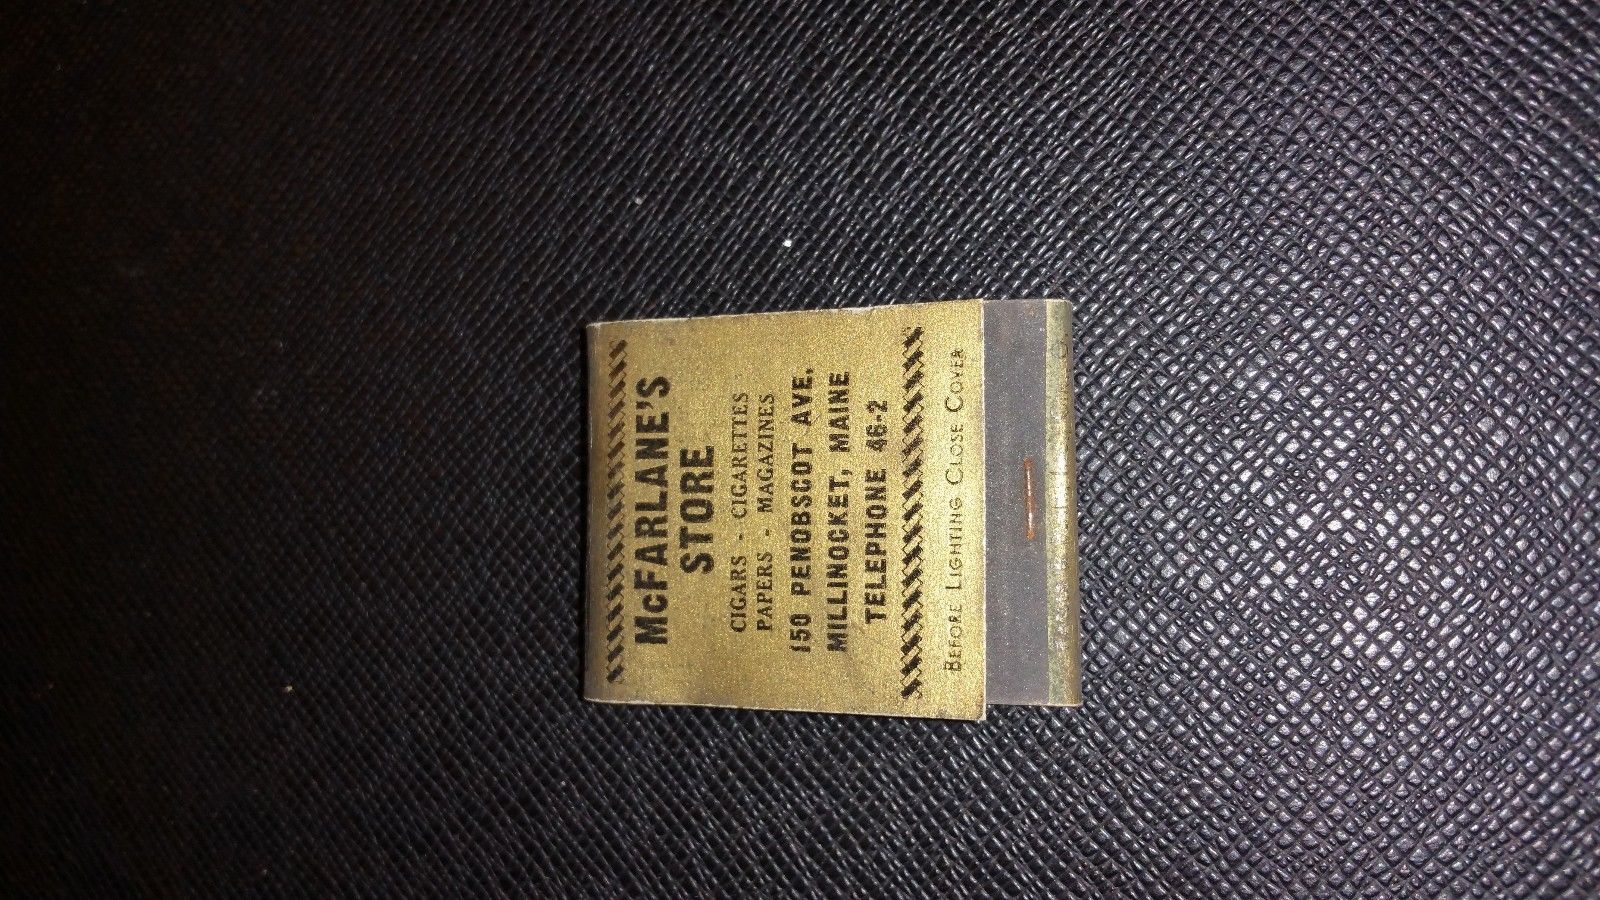 McFARLANE'S
STORE
CIGARS - CIGARETTES
PAPERS - MAGAZINES
150 PENOBSCOT AVE.
MILLINOCKET, MAINE
TELEPHONE 46-2
BEFORE LIGHTING CLOSE COVER